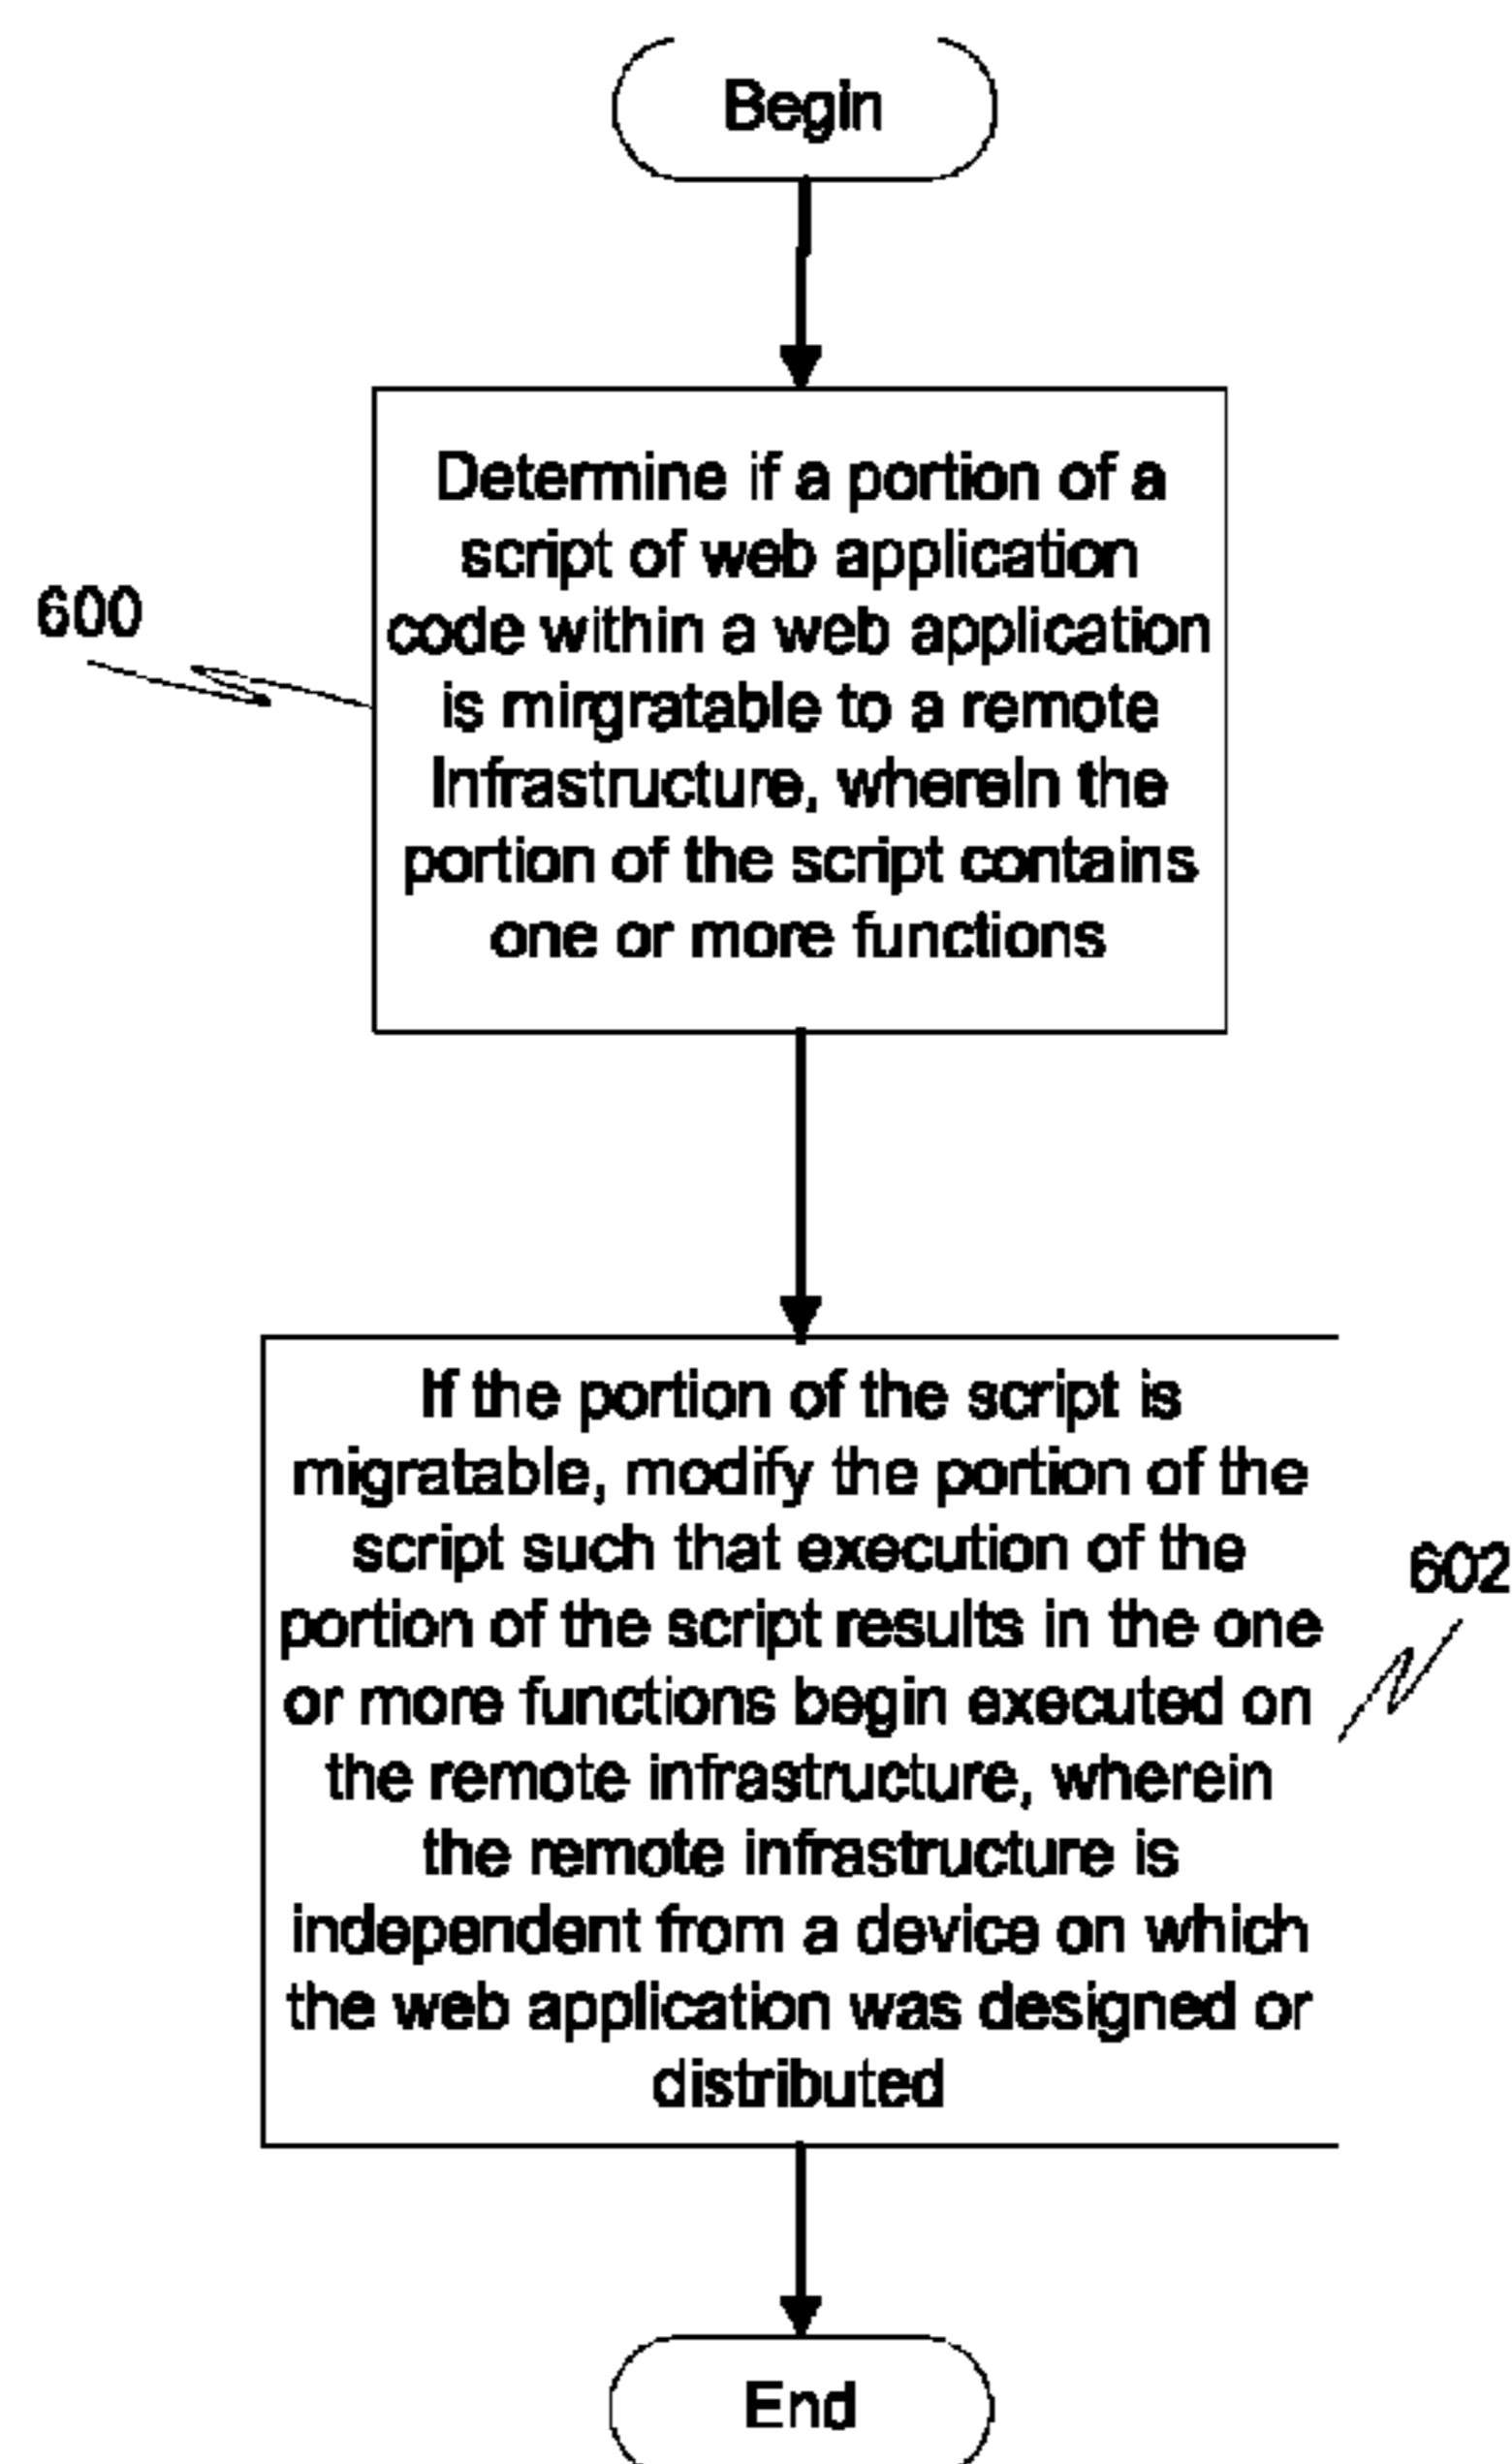 Begin
Determine if a portion of a
script of web application
code within a web application
is mirgratable to a remote
Infrastructure, whereIn the
portion of the script contains
one or more functions
600
If the portion of the script is
migratable, modify the portion of the
script such that execution of the
portion of the script results in the one
or more functions begin executed on
the remote infrastructure, wherein
the remote infrastructure is
independent from a device on which
the web application was designed or
distributed
602
End